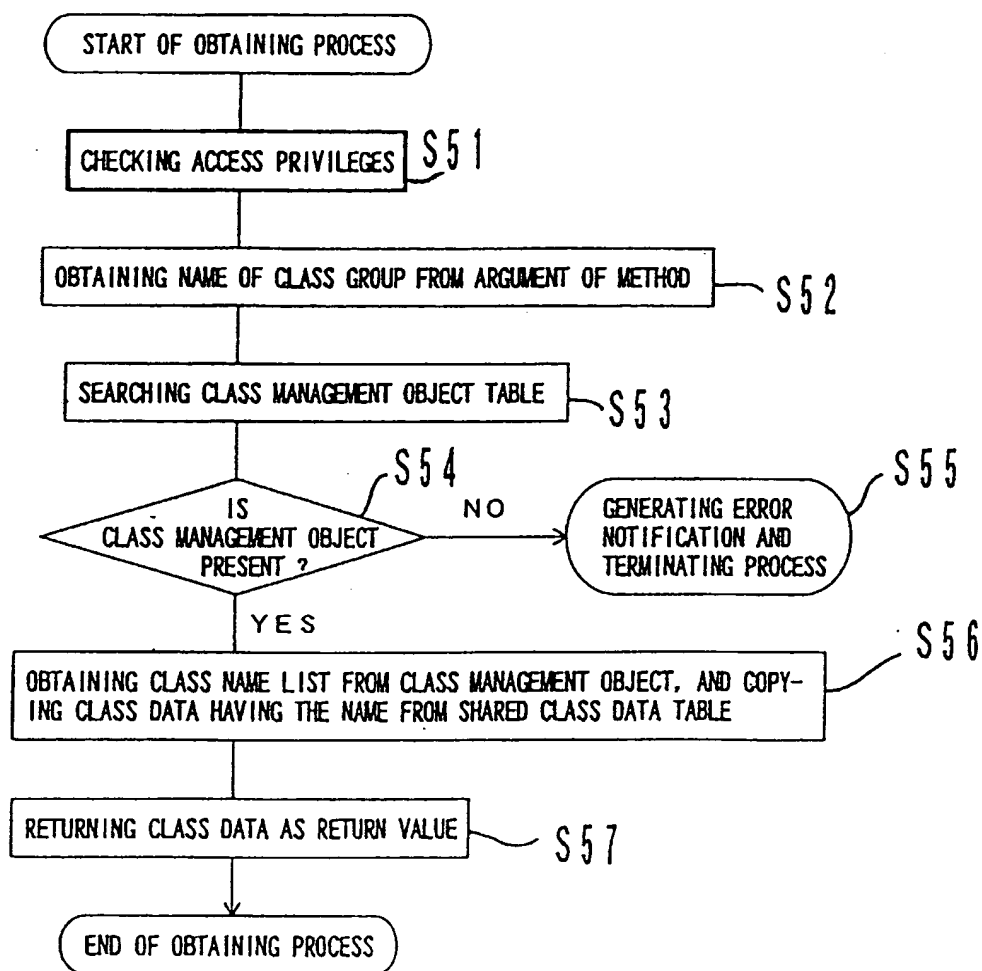 START OF OBTAINING PROCESS
CHECKING ACCESS PRIVILEGES
S51
OBTAINING NAME OF CLASS GROUP FROM ARGUMENT OF METHOD
S52
SEARCHING CLASS MANAGEMENT OBJECT TABLE
S53
S54
IS
CLASS MANAGEMENT OBJECT
PRESENT ?
NO
S55
GENERATING ERROR
NOTIFICATION AND
TERMINATING PROCESS
YES
S56
OBTAINING CLASS NAME LIST FROM CLASS MANAGEMENT OBJECT, AND COPY-
ING CLASS DATA HAVING THE NAME FROM SHARED CLASS DATA TABLE
RETURNING CLASS DATA AS RETURN VALUE
S57
END OF OBTAINING PROCESS